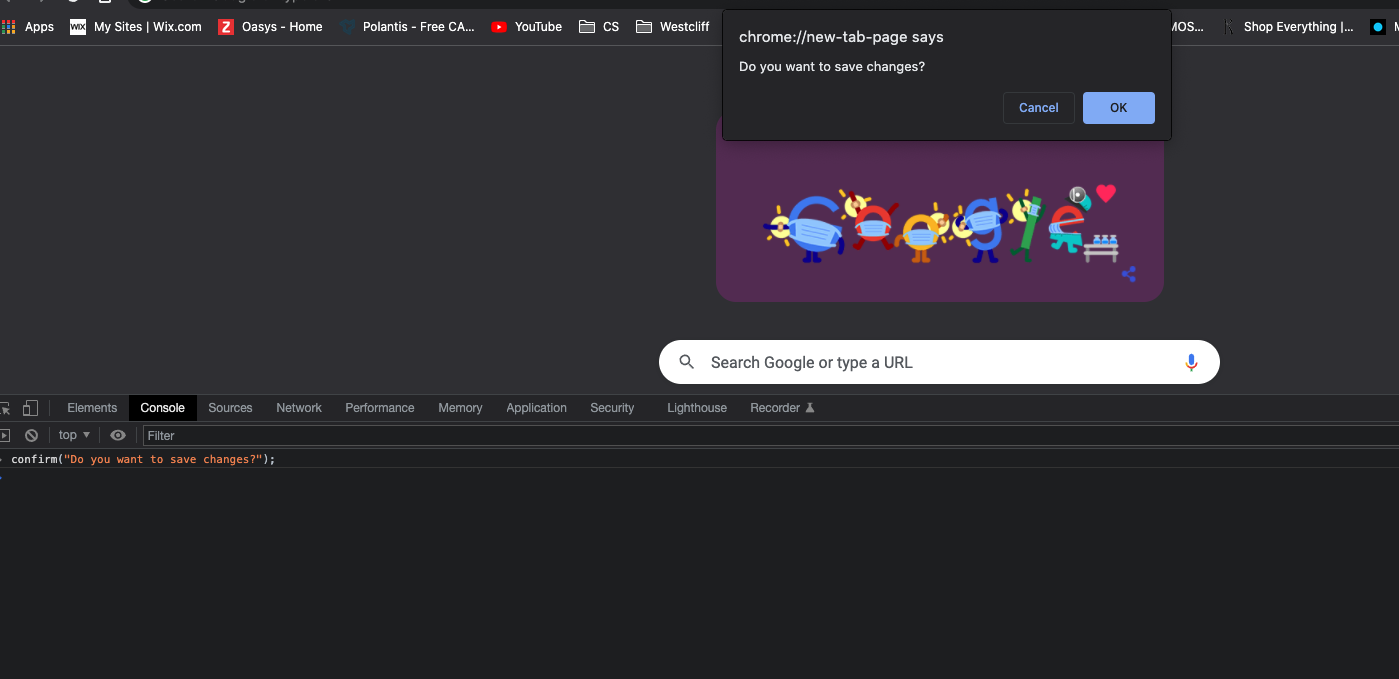 Apps
WiX
My Sites | Wix.com
Z
Oasys - Home
Polantis - Free CA...
YouTube
CS
Westcliff
MOS...
Shop Everything |...
chrome://new-tab-page says
Do you want to save changes?
Cancel
OK
Google
Search Google or type a URL
Elements
Console
Sources
Network
Performance
Memory
Application
Security
Lighthouse
Recorder
top
Filter
confirm("Do you want to save changes?");